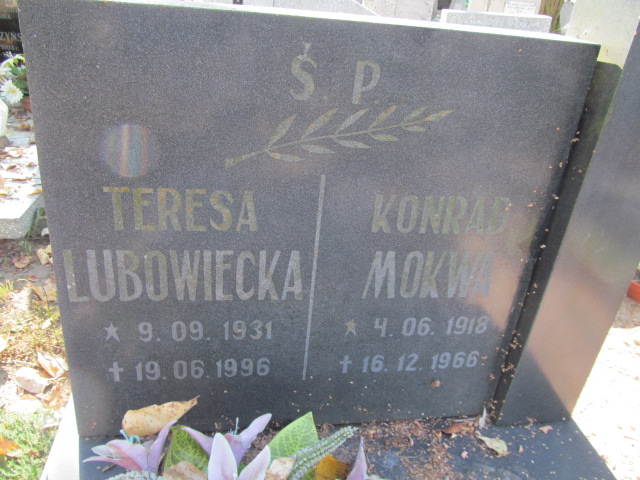 Ś. P.
TERESA
LUBOWIECKA
★ 9. 09. 1931
✝ 19. 06. 1996
KONRAD
MOKWA
★ 4. 06. 1918
✝ 16. 12. 1966